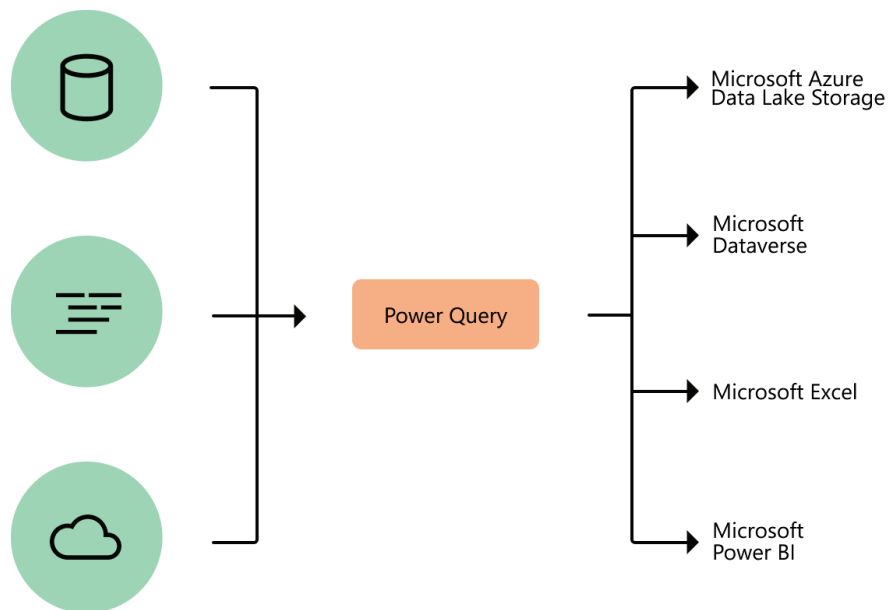 Microsoft Azure
Data Lake Storage
Microsoft
Dataverse
Power Query
Microsoft Excel
Microsoft
Power BI